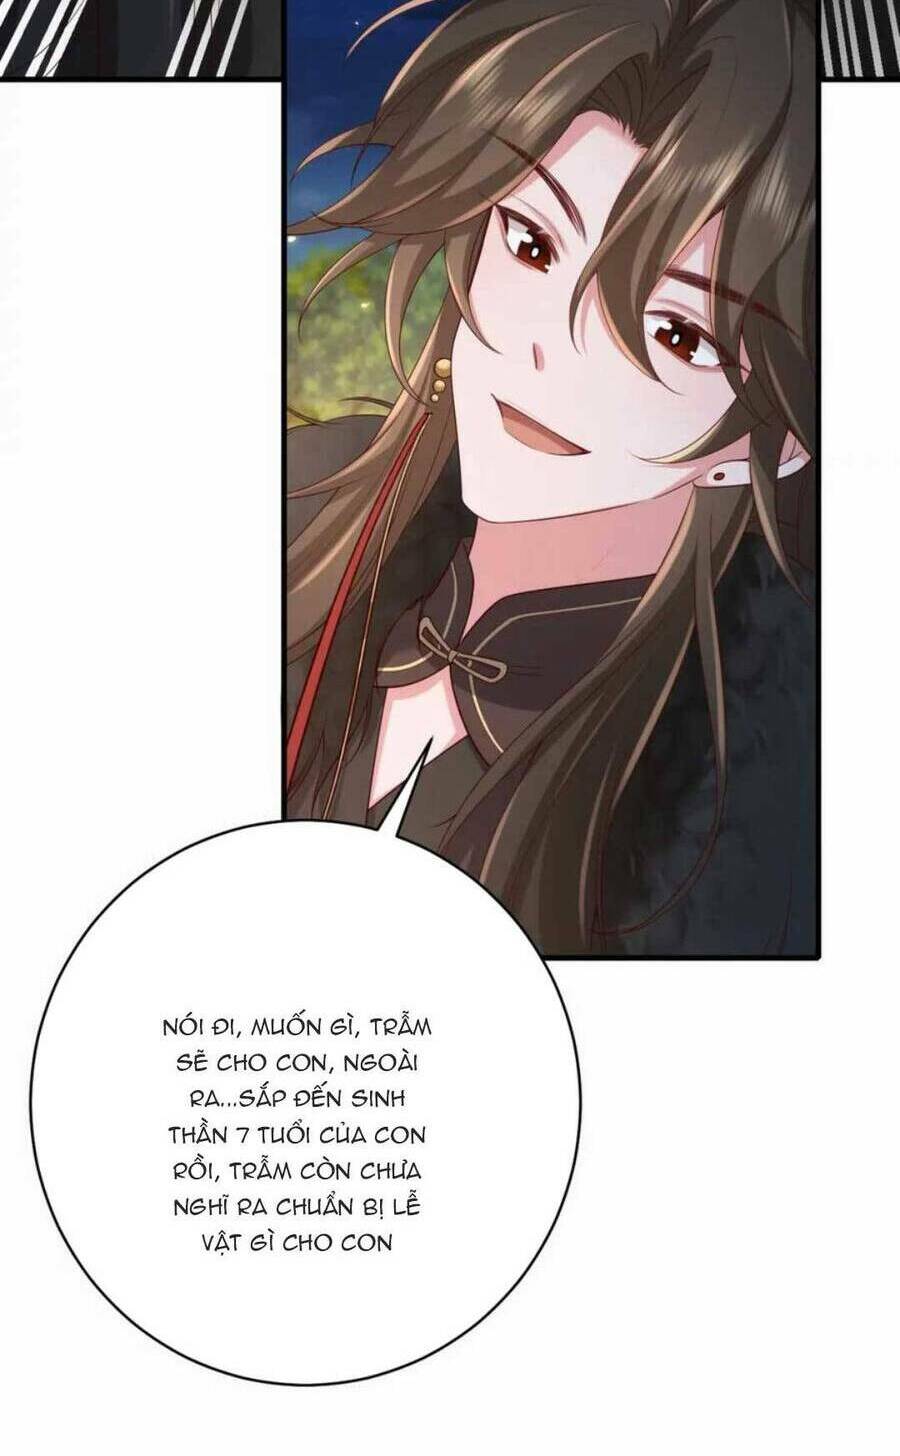 NÓI ĐI, MUỐN GÌ, TRẪM
SẼ CHO CON, NGOÀI
RA...SẮP ĐẾN SINH
THẦN 7 TUỔI CỦA CON
RỒI, TRẪM CÒN CHƯA
NGHĨ RA CHUẨN BỊ LỄ
VẬT GÌ CHO CON